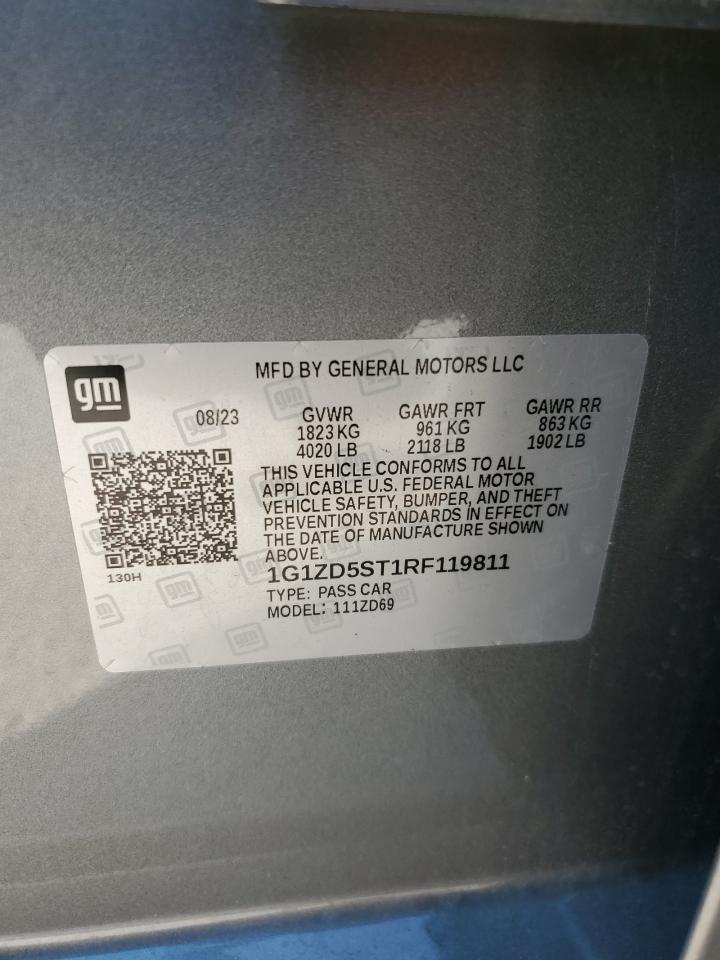 gm
MFD BY GENERAL MOTORS LLC
08/23
GVWR GAWR FRT GAWR RR
1823 KG 961 KG 863 KG
4020 LB 2118 LB 1902 LB
THIS VEHICLE CONFORMS TO ALL
APPLICABLE U.S. FEDERAL MOTOR
VEHICLE SAFETY, BUMPER, AND THEFT
PREVENTION STANDARDS IN EFFECT ON
THE DATE OF MANUFACTURE SHOWN
ABOVE.
130H
1G1ZD5ST1RF119811
TYPE: PASS CAR
MODEL: 111ZD69